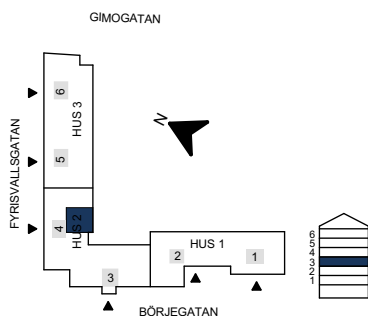 GIMOGATAN
FYRISVALLSGATAN
6
HUS 3
5
4
HUS 2
3
N
HUS 1
2
1
BÖRJEGATAN
6
5
4
3
2
1